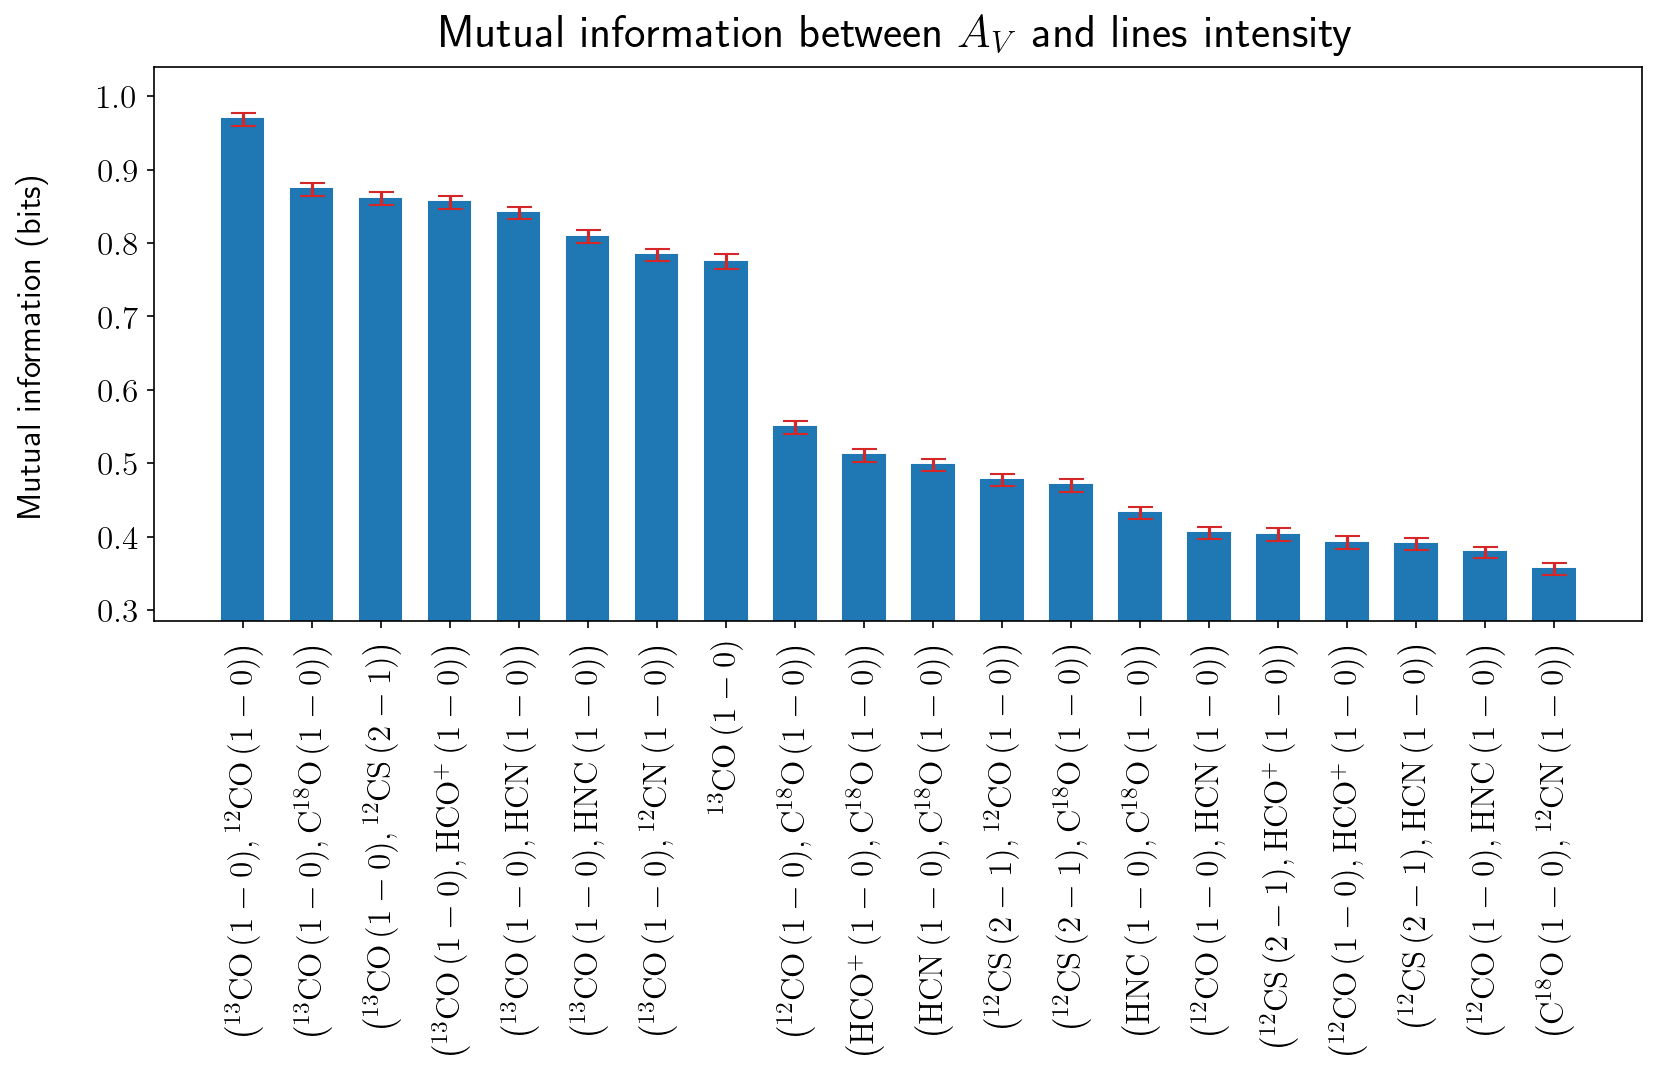 Mutual information between A_V and lines intensity
Mutual information (bits)
1.0
0.9
0.8
0.7
0.6
0.5
0.4
0.3
(¹³CO (1 − 0), ¹²CO (1 − 0))
(¹³CO (1 − 0), C¹⁸O (1 − 0))
(¹³CO (1 − 0), ¹²CS (2 − 1))
(¹³CO (1 − 0), HCO⁺ (1 − 0))
(¹³CO (1 − 0), HCN (1 − 0))
(¹³CO (1 − 0), HNC (1 − 0))
(¹³CO (1 − 0), ¹²CN (1 − 0))
¹³CO (1 − 0)
(¹²CO (1 − 0), C¹⁸O (1 − 0))
(HCO⁺ (1 − 0), C¹⁸O (1 − 0))
(HCN (1 − 0), C¹⁸O (1 − 0))
(¹²CS (2 − 1), ¹²CO (1 − 0))
(¹²CS (2 − 1), C¹⁸O (1 − 0))
(HNC (1 − 0), C¹⁸O (1 − 0))
(¹²CO (1 − 0), HCN (1 − 0))
(¹²CS (2 − 1), HCO⁺ (1 − 0))
(¹²CO (1 − 0), HCO⁺ (1 − 0))
(¹²CS (2 − 1), HCN (1 − 0))
(¹²CO (1 − 0), HNC (1 − 0))
(C¹⁸O (1 − 0), ¹²CN (1 − 0))